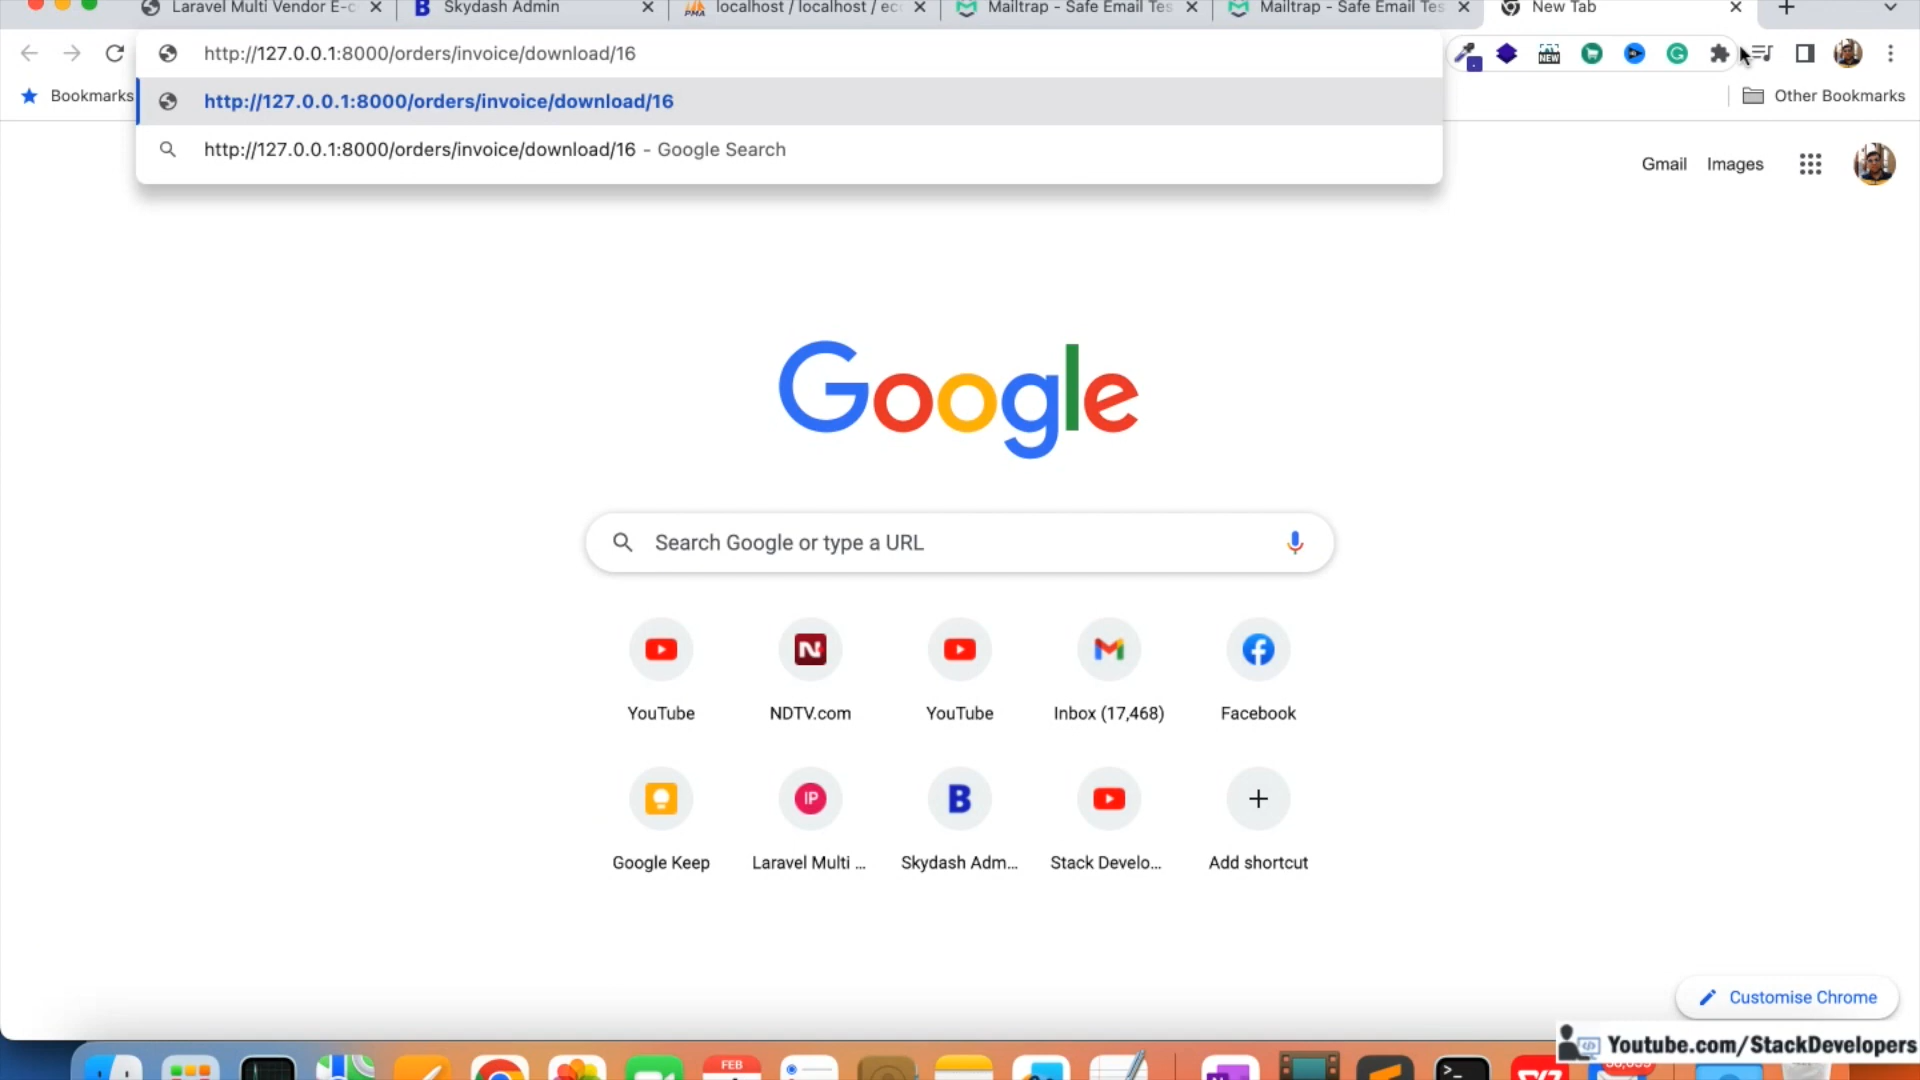 Laravel Multi Vendor E-c
Skydash Admin
localhost / localhost / ec
Mailtrap - Safe Email Tes
Mailtrap - Safe Email Tes
New Tab
http://127.0.0.1:8000/orders/invoice/download/16
NEW
Bookmarks
http://127.0.0.1:8000/orders/invoice/download/16
Other Bookmarks
http://127.0.0.1:8000/orders/invoice/download/16 - Google Search
Gmail
Images
Google
Search Google or type a URL
YouTube
NDTV.com
YouTube
Inbox (17,468)
Facebook
Google Keep
Laravel Multi ...
Skydash Adm...
Stack Develo...
Add shortcut
Customise Chrome
Youtube.com/StackDevelopers
FEB